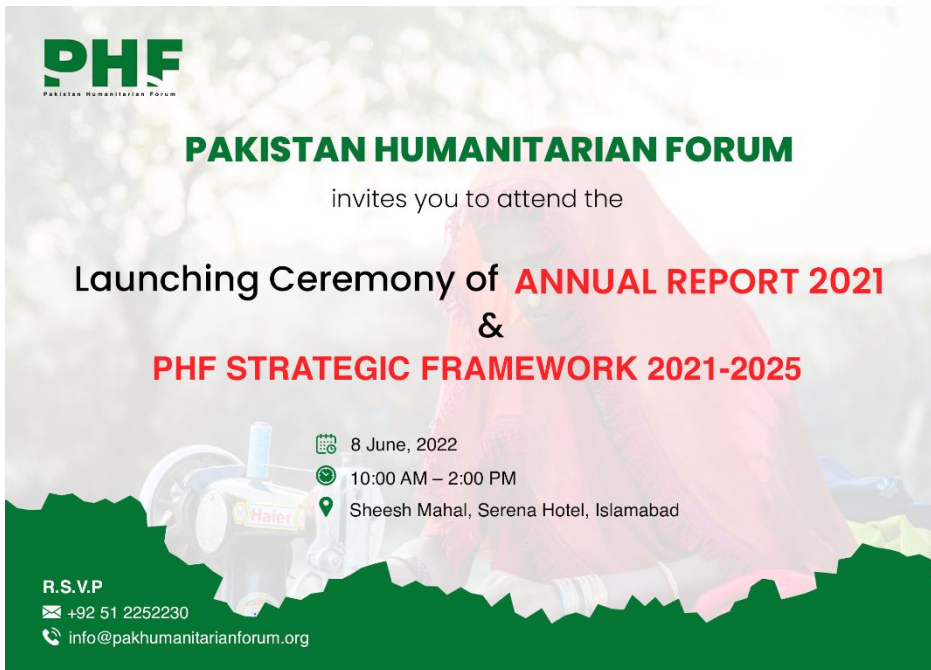 PHF
Pakistan Humanitarian Forum
PAKISTAN HUMANITARIAN FORUM
invites you to attend the
Launching Ceremony of ANNUAL REPORT 2021
&
PHF STRATEGIC FRAMEWORK 2021-2025
8 June, 2022
10:00 AM – 2:00 PM
Sheesh Mahal, Serena Hotel, Islamabad
Haier
R.S.V.P
+92 51 2252230
info@pakhumanitarianforum.org